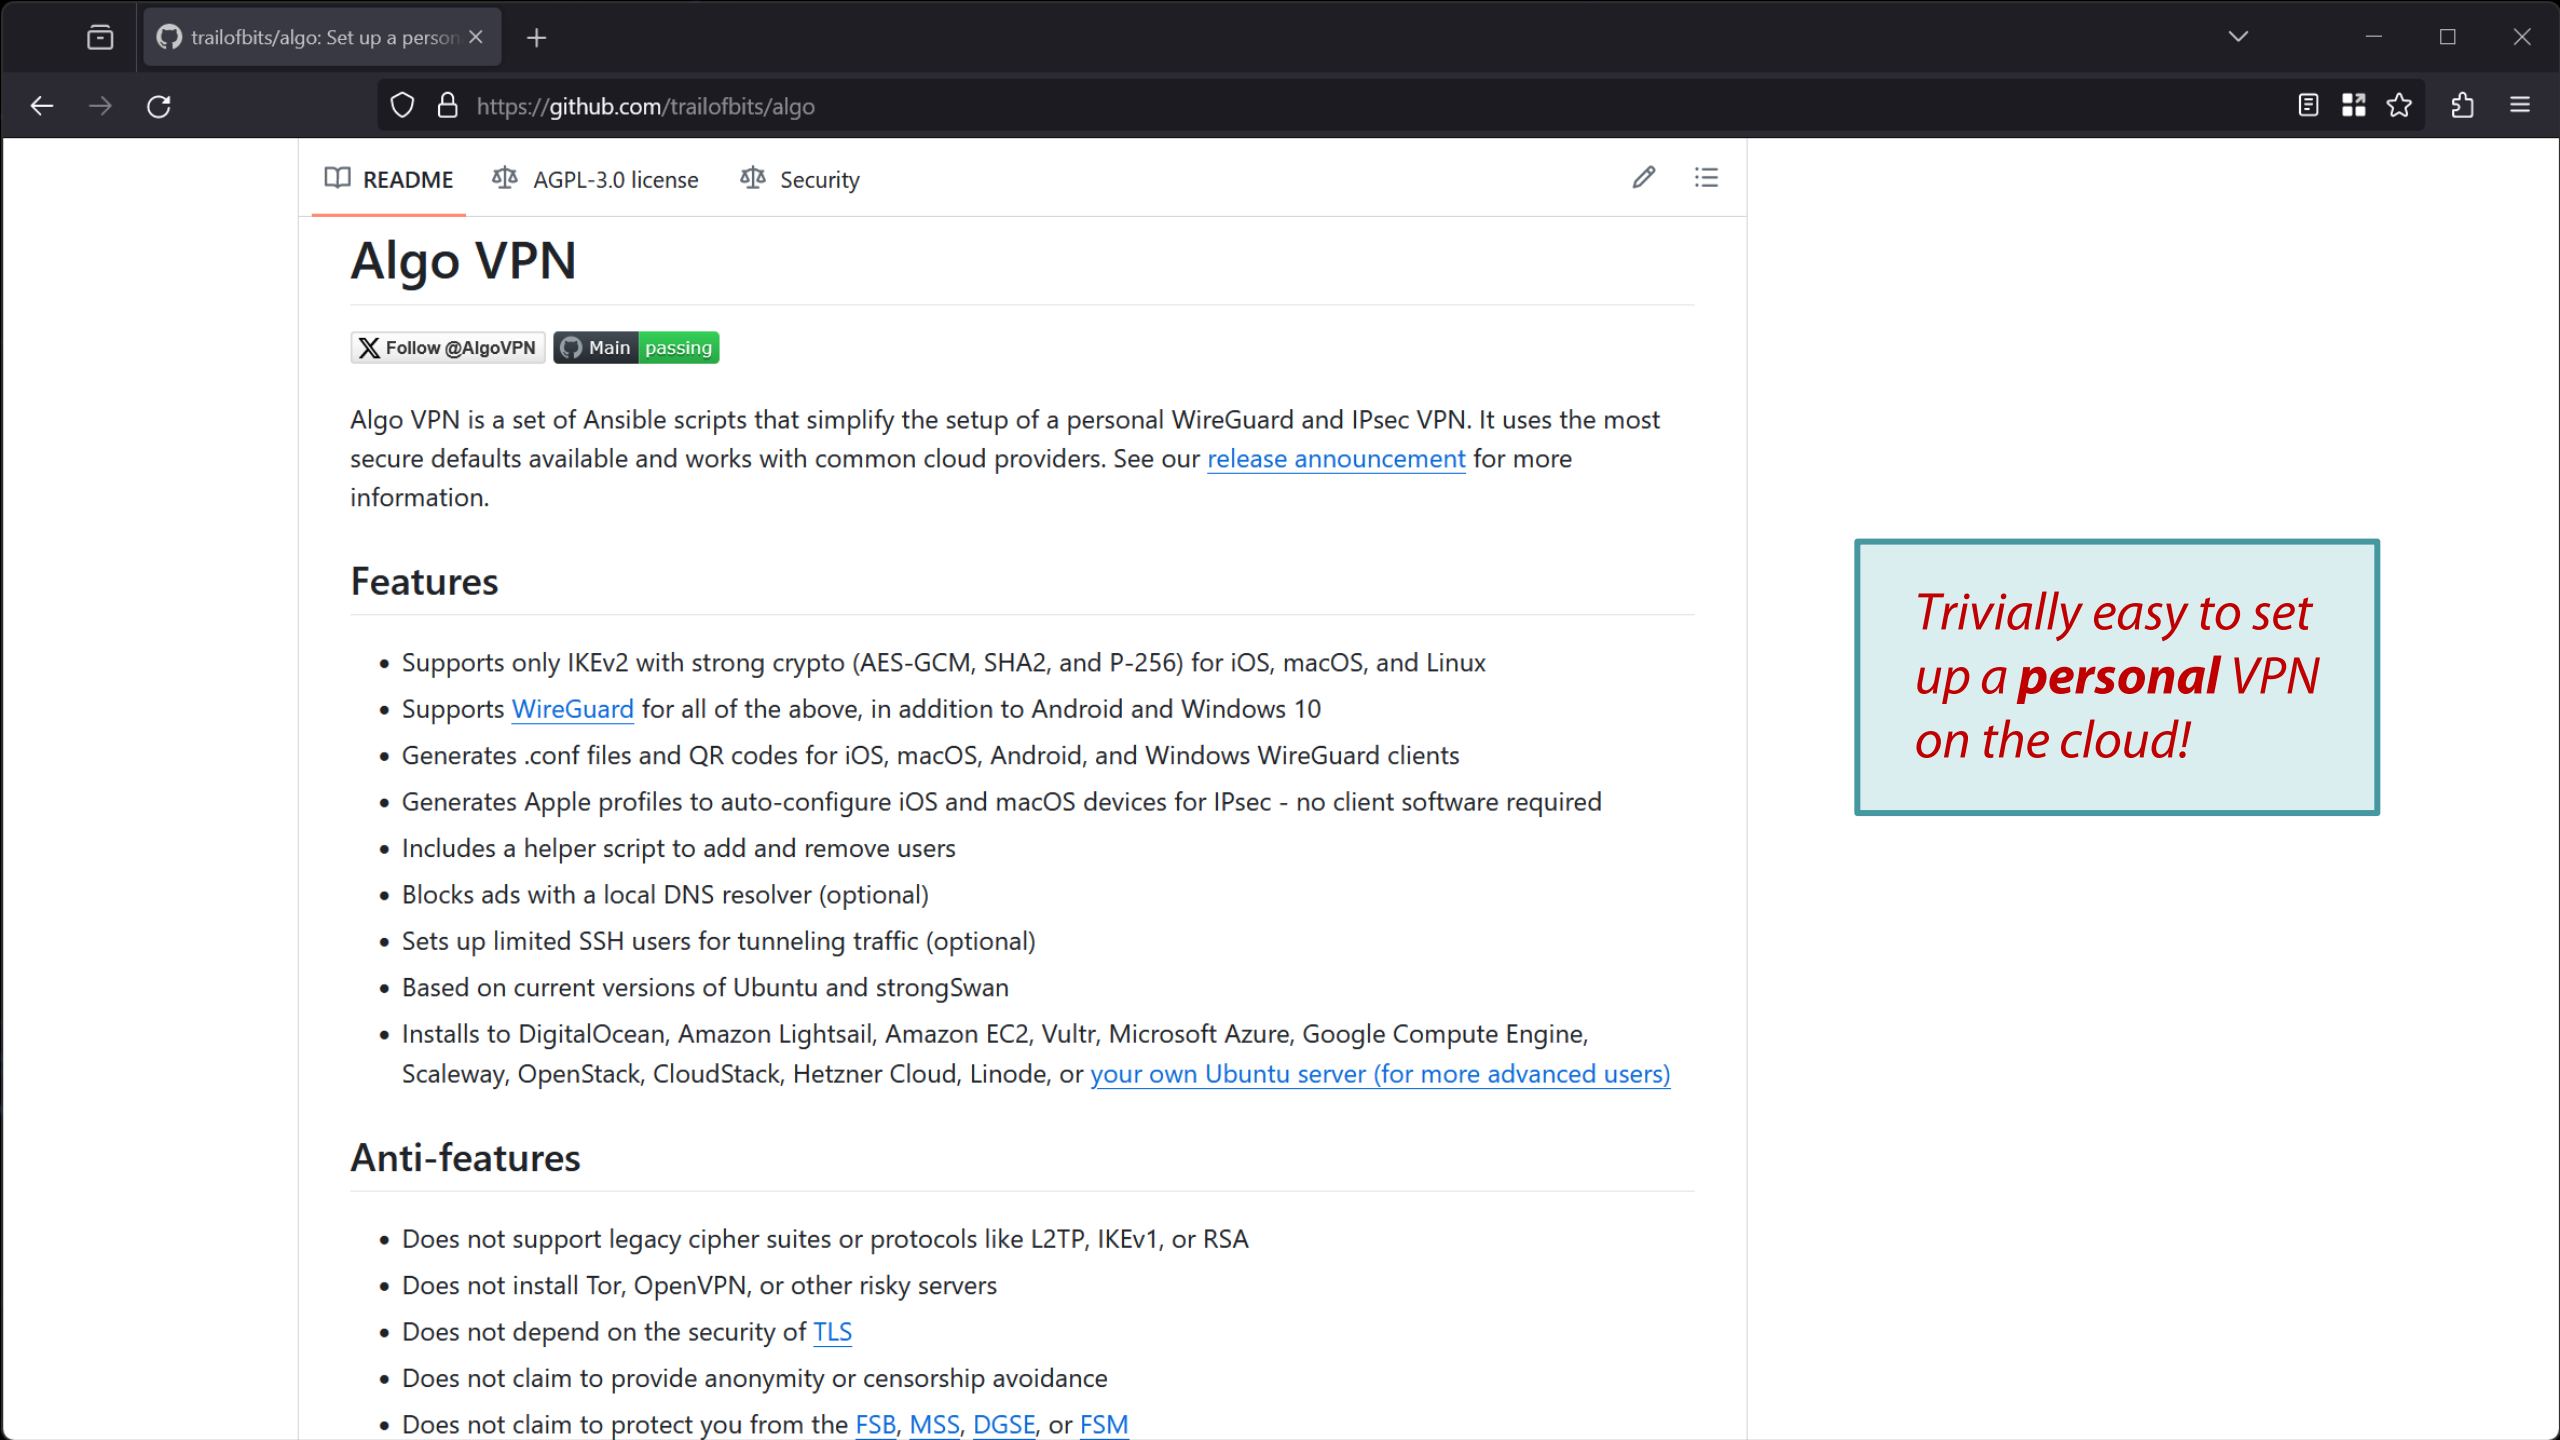 trailofbits/algo: Set up a person
https://github.com/trailofbits/algo
README
AGPL-3.0 license
Security
Algo VPN
Follow @AlgoVPN
Main passing
Algo VPN is a set of Ansible scripts that simplify the setup of a personal WireGuard and IPsec VPN. It uses the most
secure defaults available and works with common cloud providers. See our release announcement for more
information.
Features
• Supports only IKEv2 with strong crypto (AES-GCM, SHA2, and P-256) for iOS, macOS, and Linux
• Supports WireGuard for all of the above, in addition to Android and Windows 10
• Generates .conf files and QR codes for iOS, macOS, Android, and Windows WireGuard clients
• Generates Apple profiles to auto-configure iOS and macOS devices for IPsec - no client software required
• Includes a helper script to add and remove users
• Blocks ads with a local DNS resolver (optional)
• Sets up limited SSH users for tunneling traffic (optional)
• Based on current versions of Ubuntu and strongSwan
• Installs to DigitalOcean, Amazon Lightsail, Amazon EC2, Vultr, Microsoft Azure, Google Compute Engine,
Scaleway, OpenStack, CloudStack, Hetzner Cloud, Linode, or your own Ubuntu server (for more advanced users)
Anti-features
• Does not support legacy cipher suites or protocols like L2TP, IKEv1, or RSA
• Does not install Tor, OpenVPN, or other risky servers
• Does not depend on the security of TLS
• Does not claim to provide anonymity or censorship avoidance
• Does not claim to protect you from the FSB, MSS, DGSE, or FSM
Trivially easy to set
up a personal VPN
on the cloud!